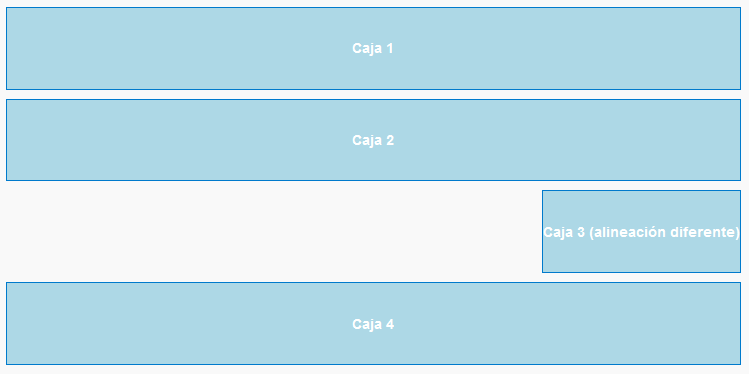 Caja 1
Caja 2
Caja 3 (alineación diferente)
Caja 4